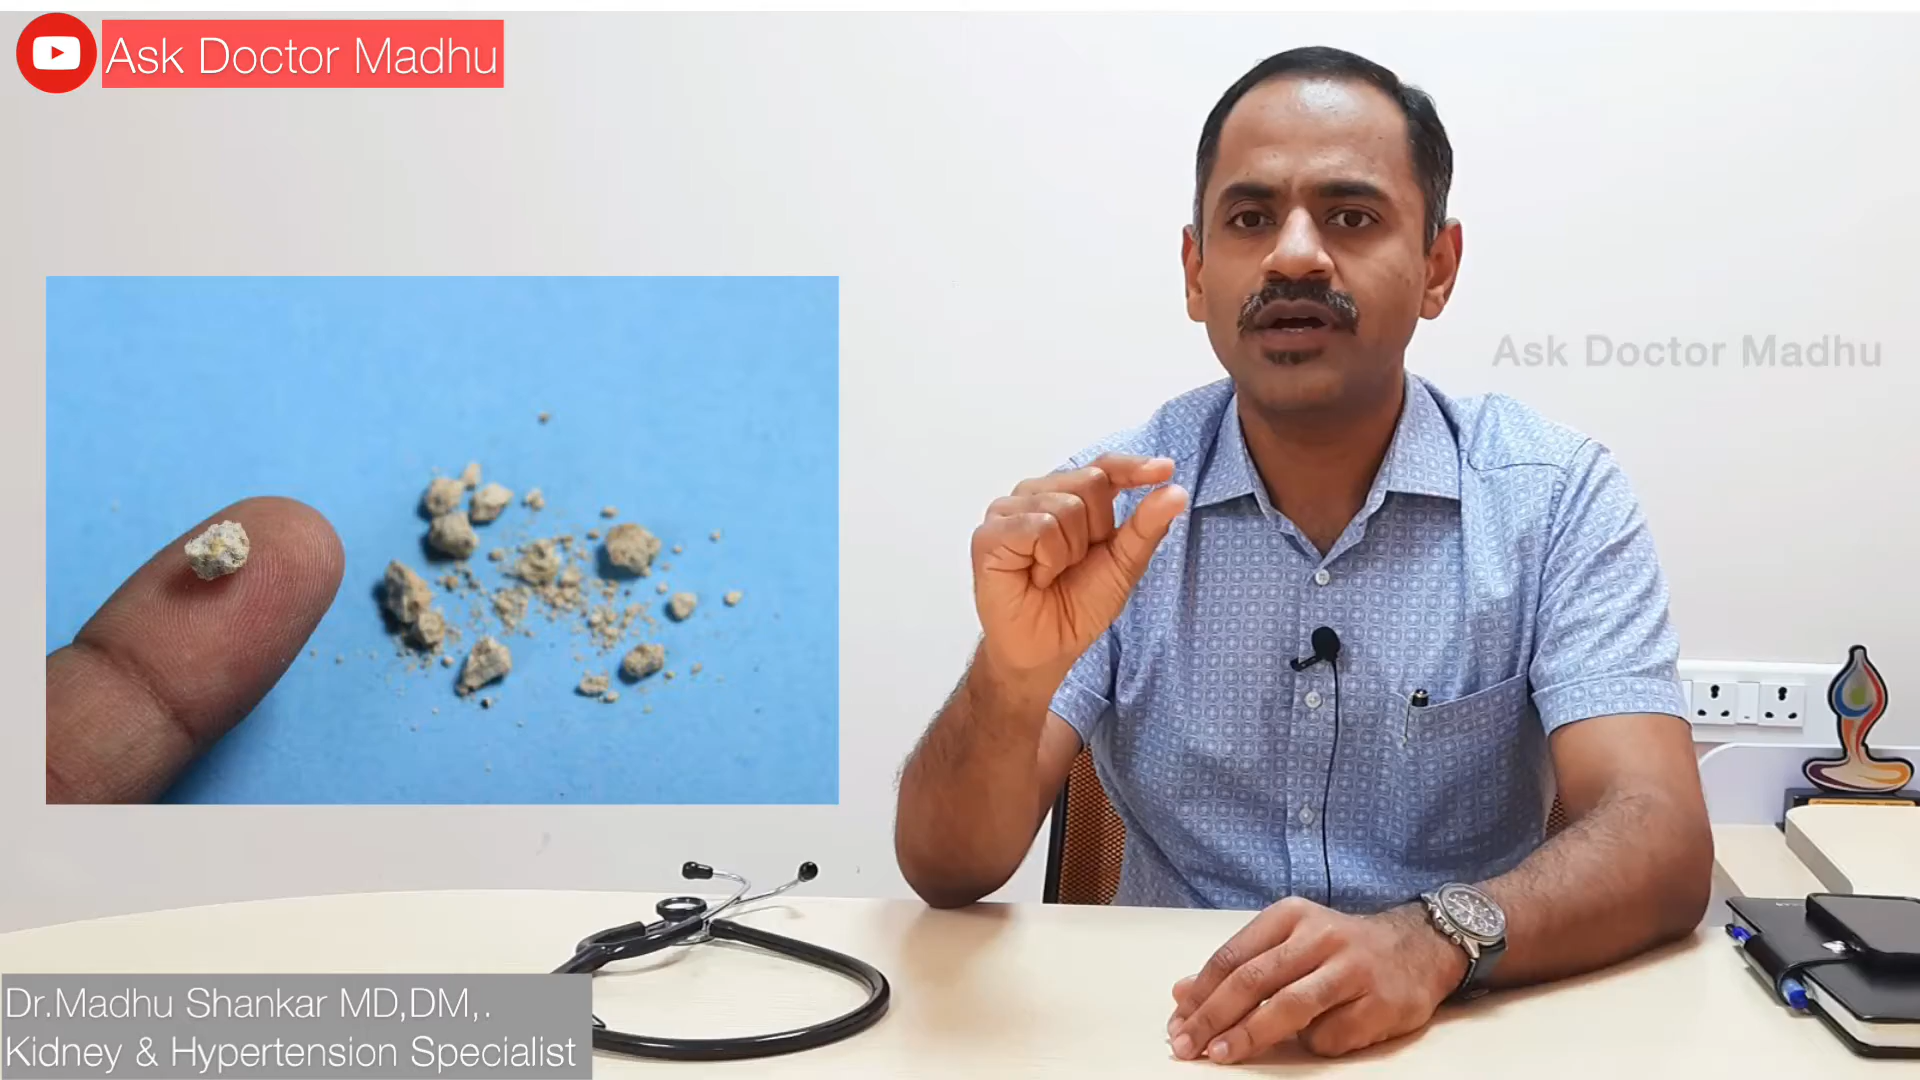 Ask Doctor Madhu
Ask Doctor Madhu
Dr.Madhu Shankar MD,DM,.
Kidney & Hypertension Specialist